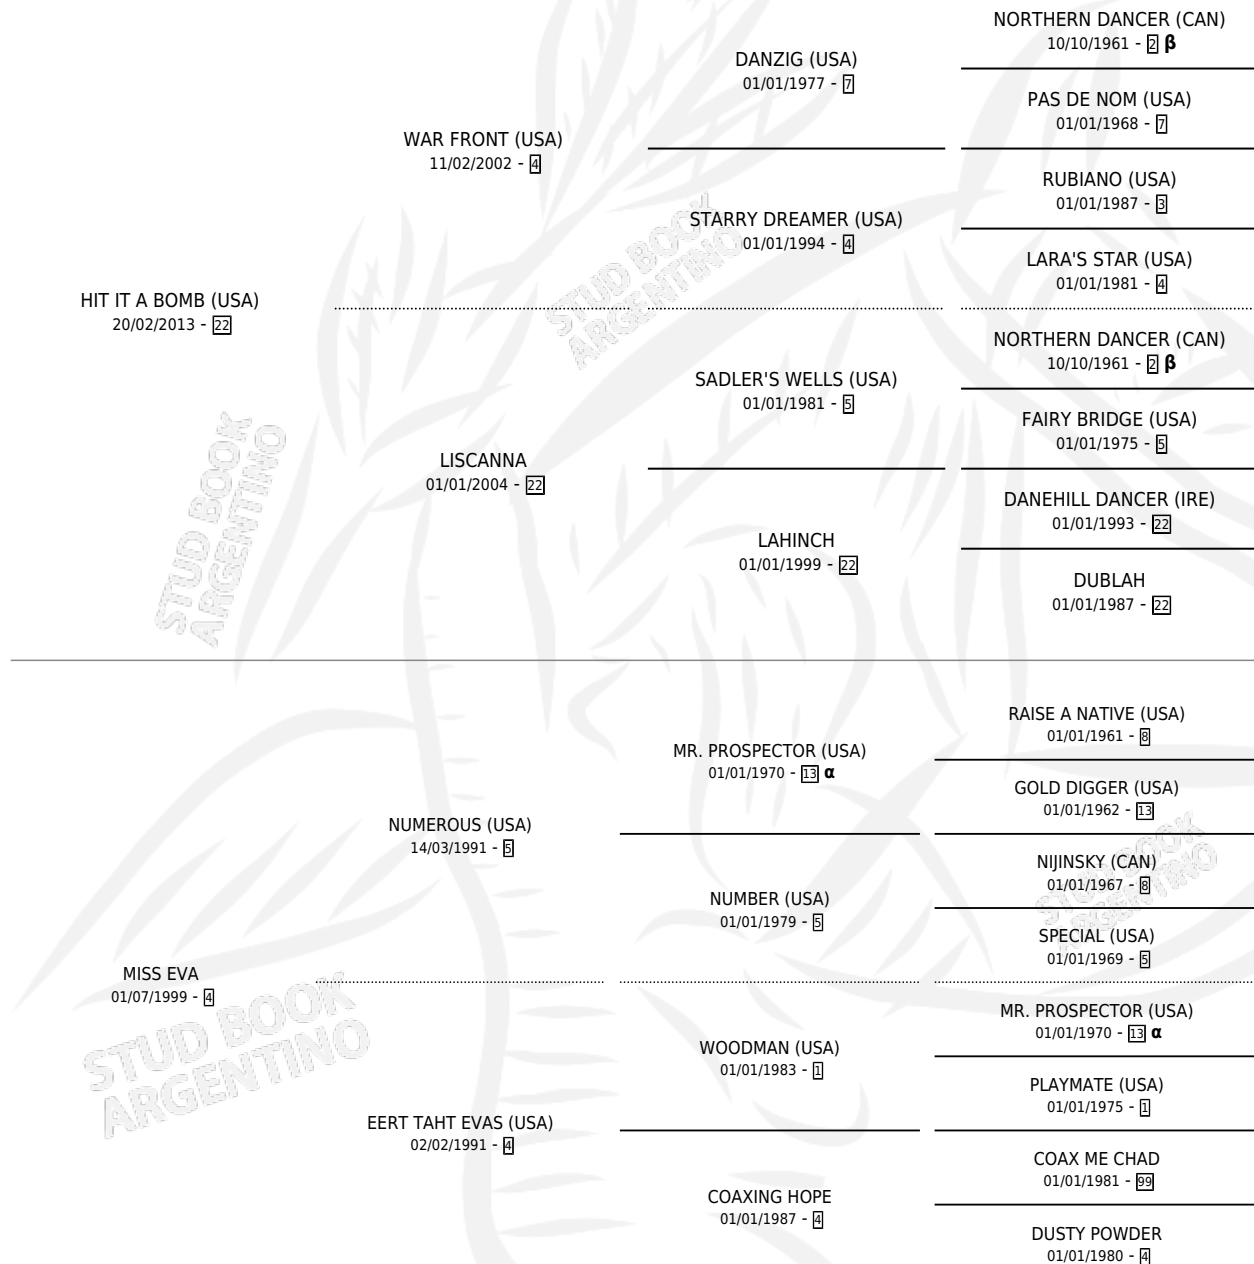 NORTHERN DANCER (CAN)
10/10/1961 - 2 β
DANZIG (USA)
01/01/1977 - 7
PAS DE NOM (USA)
01/01/1968 - 7
WAR FRONT (USA)
11/02/2002 - 4
RUBIANO (USA)
01/01/1987 - 3
STARRY DREAMER (USA)
01/01/1994 - 4
LARA'S STAR (USA)
01/01/1981 - 4
HIT IT A BOMB (USA)
20/02/2013 - 22
NORTHERN DANCER (CAN)
10/10/1961 - 2 β
SADLER'S WELLS (USA)
01/01/1981 - 5
FAIRY BRIDGE (USA)
01/01/1975 - 5
LISCANNA
01/01/2004 - 22
DANEHILL DANCER (IRE)
01/01/1993 - 22
LAHINCH
01/01/1999 - 22
DUBLAH
01/01/1987 - 22
RAISE A NATIVE (USA)
01/01/1961 - 8
MR. PROSPECTOR (USA)
01/01/1970 - 13 α
GOLD DIGGER (USA)
01/01/1962 - 13
NUMEROUS (USA)
14/03/1991 - 5
NIJINSKY (CAN)
01/01/1967 - 8
NUMBER (USA)
01/01/1979 - 5
SPECIAL (USA)
01/01/1969 - 5
MISS EVA
01/07/1999 - 4
MR. PROSPECTOR (USA)
01/01/1970 - 13 α
WOODMAN (USA)
01/01/1983 - 1
PLAYMATE (USA)
01/01/1975 - 1
EERT TAHT EVAS (USA)
02/02/1991 - 4
COAX ME CHAD
01/01/1981 - 99
COAXING HOPE
01/01/1987 - 4
DUSTY POWDER
01/01/1980 - 4
STUD BOOK
ARGENTINO
STUD BOOK
ARGENTINO
STUD BOOK
ARGENTINO
STUD BOOK
ARGENTINO